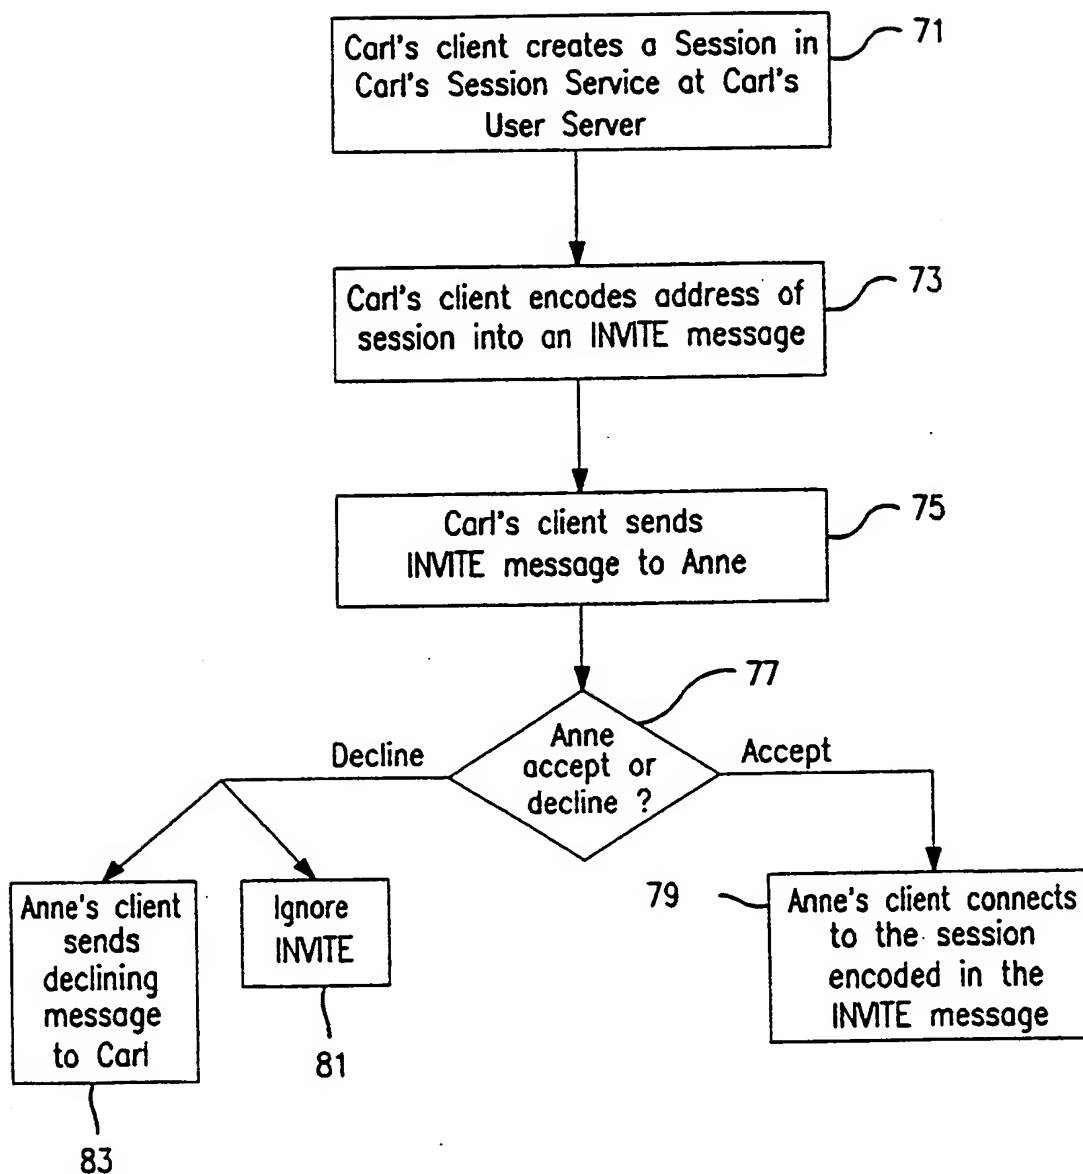 Carl's client creates a Session in
Carl's Session Service at Carl's
User Server
71
Carl's client encodes address of
session into an INVITE message
73
Carl's client sends
INVITE message to Anne
75
77
Anne
accept or
decline ?
Decline
Accept
Anne's client
sends
declining
message
to Carl
83
Ignore
INVITE
81
79
Anne's client connects
to the session
encoded in the
INVITE message